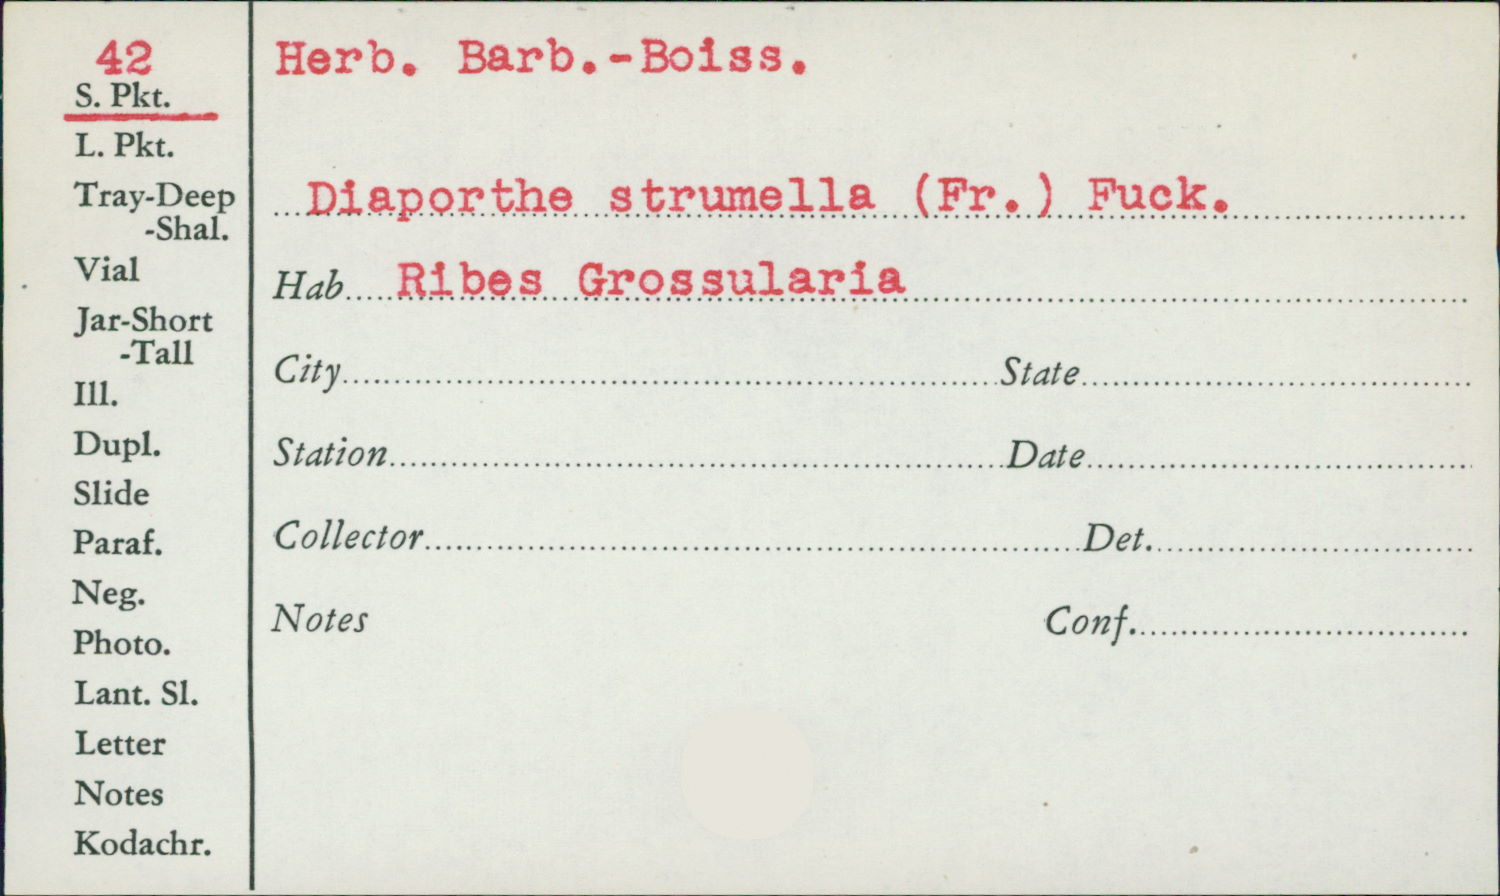 42
S. Pkt.
L. Pkt.
Tray-Deep
-Shal.
Vial
Jar-Short
-Tall
Ill.
Dupl.
Slide
Paraf.
Neg.
Photo.
Lant. Sl.
Letter
Notes
Kodachr.
Herb. Barb.-Boiss.
Diaporthe strumella (Fr.) Fuck.
Hab. Ribes Grossularia
City State
Station Date
Collector Det.
Notes Conf.